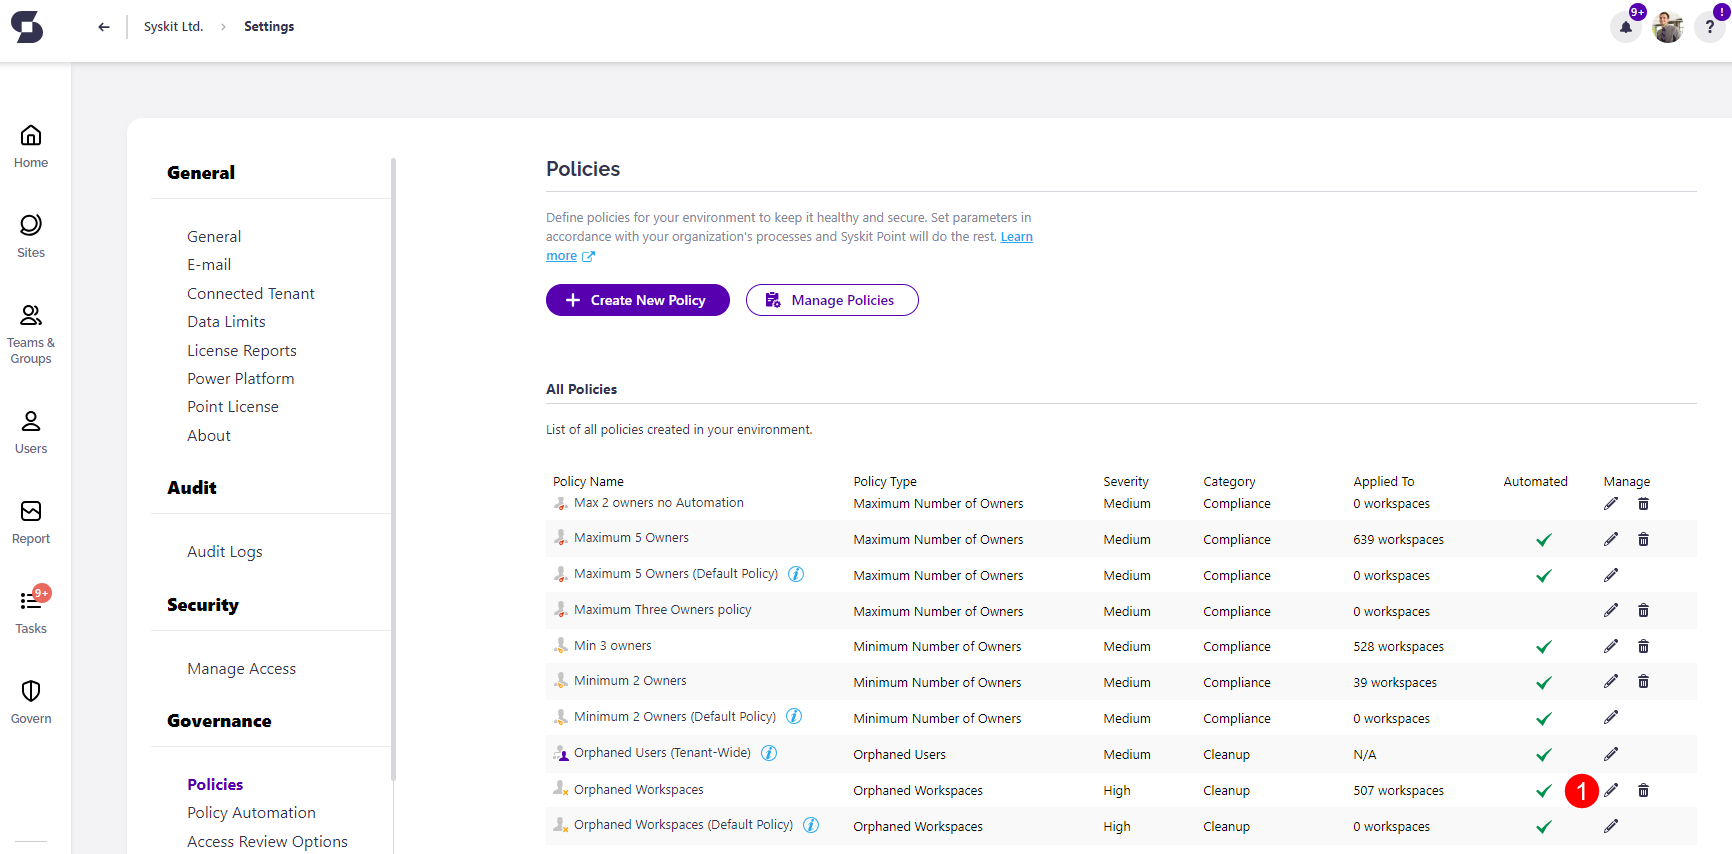 Syskit Ltd.
Settings
9+
?
!
Home
Sites
Teams &
Groups
Users
Report
9+
Tasks
Govern
General
General
E-mail
Connected Tenant
Data Limits
License Reports
Power Platform
Point License
About
Audit
Audit Logs
Security
Manage Access
Governance
Policies
Policy Automation
Access Review Options
Policies
Define policies for your environment to keep it healthy and secure. Set parameters in
accordance with your organization's processes and Syskit Point will do the rest. Learn
more
Create New Policy
Manage Policies
All Policies
List of all policies created in your environment.
Policy Name Policy Type Severity Category Applied To Automated Manage
Max 2 owners no Automation Maximum Number of Owners Medium Compliance 0 workspaces
Maximum 5 Owners Maximum Number of Owners Medium Compliance 639 workspaces
Maximum 5 Owners (Default Policy) i Maximum Number of Owners Medium Compliance 0 workspaces
Maximum Three Owners policy Maximum Number of Owners Medium Compliance 0 workspaces
Min 3 owners Minimum Number of Owners Medium Compliance 528 workspaces
Minimum 2 Owners Minimum Number of Owners Medium Compliance 39 workspaces
Minimum 2 Owners (Default Policy) i Minimum Number of Owners Medium Compliance 0 workspaces
Orphaned Users (Tenant-Wide) i Orphaned Users Medium Cleanup N/A
Orphaned Workspaces Orphaned Workspaces High Cleanup 507 workspaces 1
Orphaned Workspaces (Default Policy) i Orphaned Workspaces High Cleanup 0 workspaces